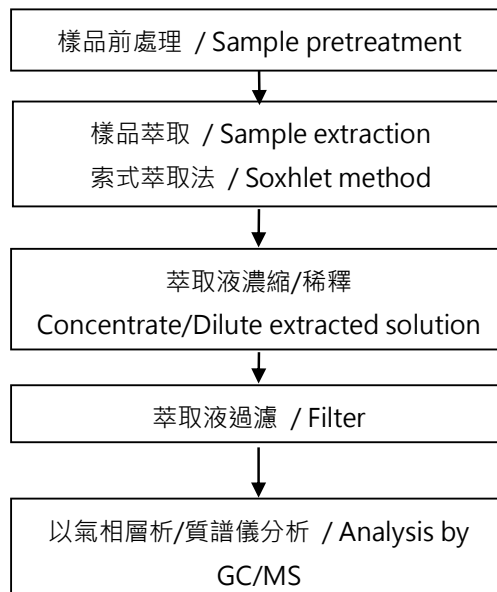 樣品前處理 / Sample pretreatment
樣品萃取 / Sample extraction
索式萃取法 / Soxhlet method
萃取液濃縮/稀釋
Concentrate/Dilute extracted solution
萃取液過濾 / Filter
以氣相層析/質譜儀分析 / Analysis by
GC/MS